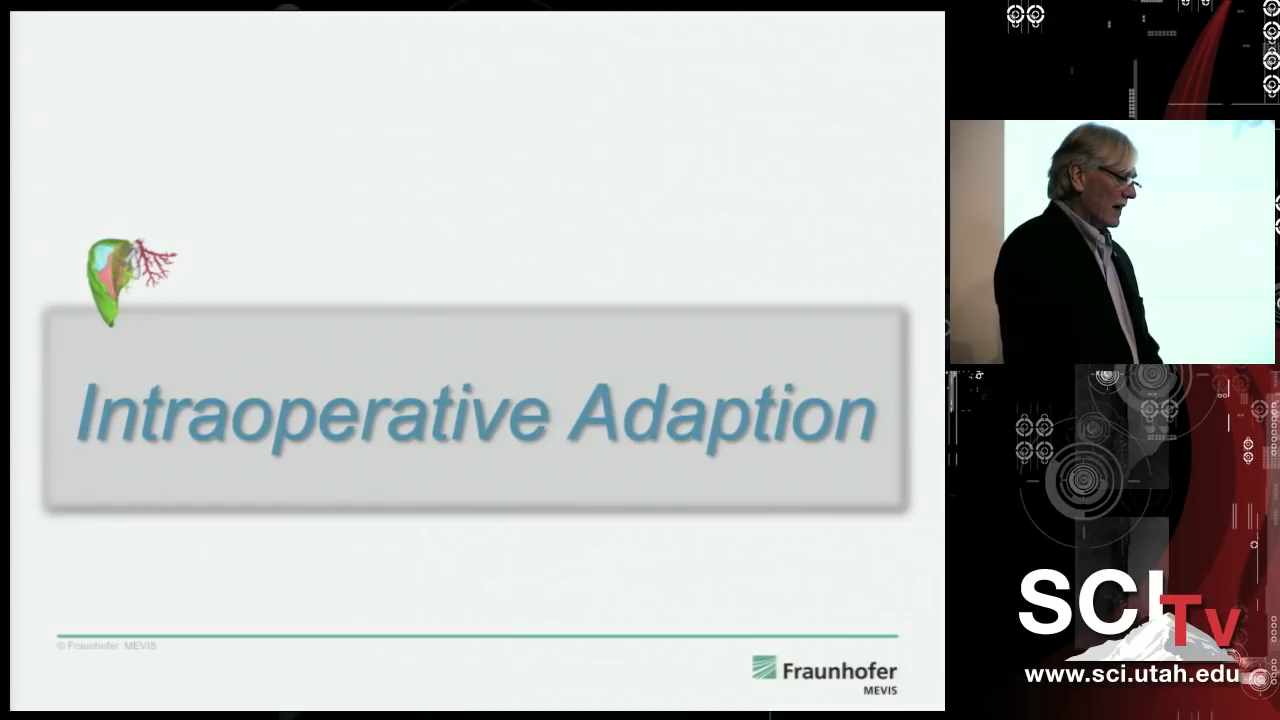 Intraoperative Adaption
© Fraunhofer MEVIS
Fraunhofer
MEVIS
SCI
Tv
www.sci.utah.edu